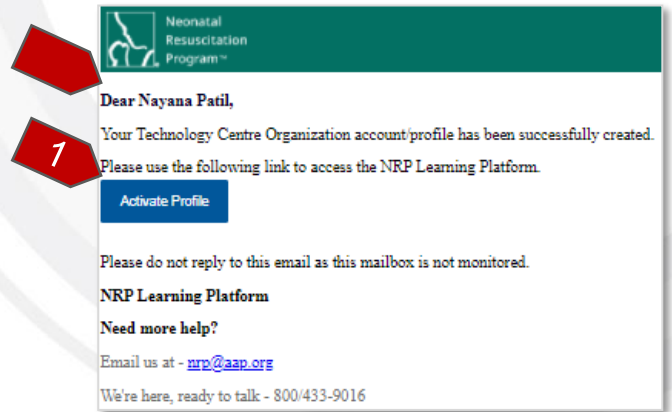 Neonatal
Resuscitation
Program™
Dear Nayana Patil,
Your Technology Centre Organization account/profile has been successfully created.
1
Please use the following link to access the NRP Learning Platform.
Activate Profile
Please do not reply to this email as this mailbox is not monitored.
NRP Learning Platform
Need more help?
Email us at - nrp@aap.org
We're here, ready to talk - 800/433-9016